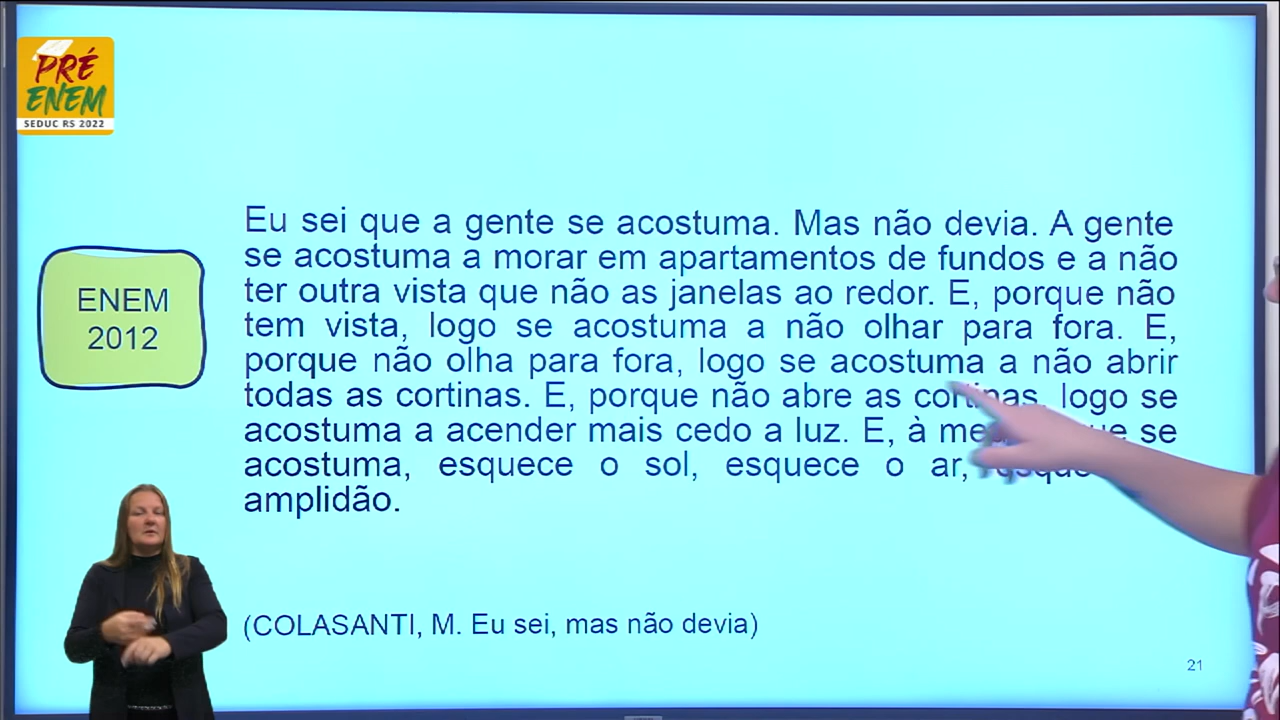 PRÉ
ENEM
SEDUC RS 2022
Eu sei que a gente se acostuma. Mas não devia. A gente
se acostuma a morar em apartamentos de fundos e a não
ter outra vista que não as janelas ao redor. E, porque não
tem vista, logo se acostuma a não olhar para fora. E,
porque não olha para fora, logo se acostuma a não abrir
todas as cortinas. E, porque não abre as cortinas, logo se
acostuma a acender mais cedo a luz. E, à se
acostuma, esquece o sol, esquece o ar,
amplidão.
ENEM
2012
(COLASANTI, M. Eu sei, mas não devia)
21